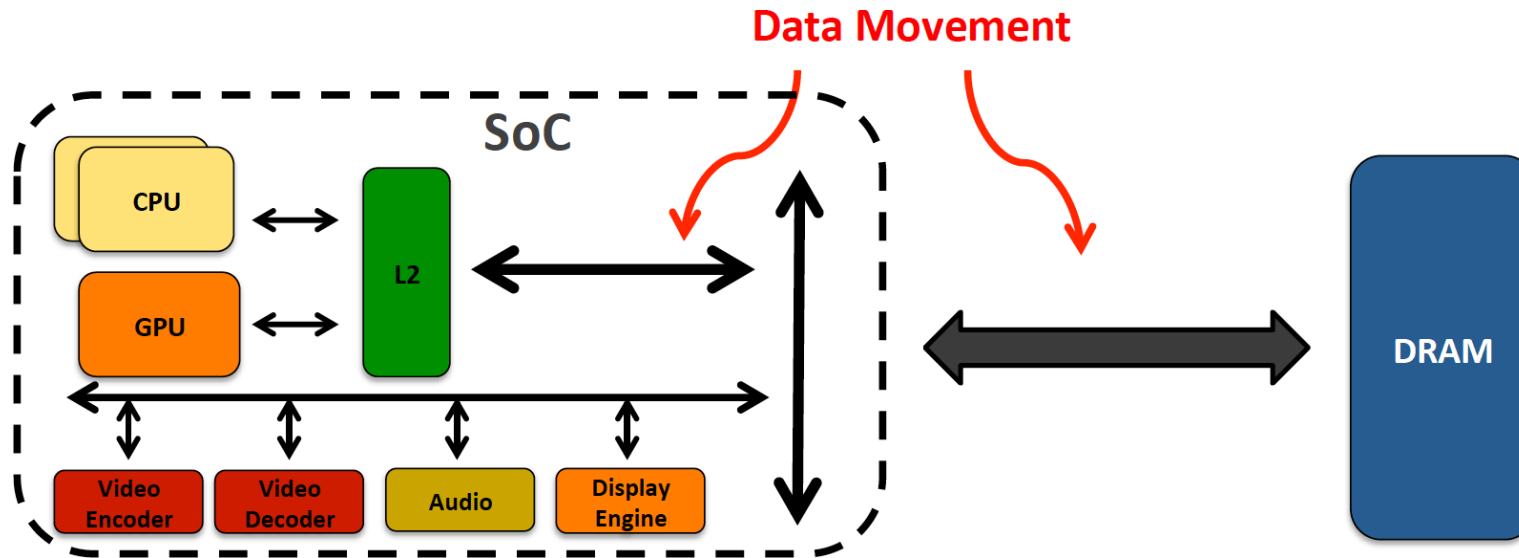 Data Movement
SoC
CPU
L2
GPU
DRAM
Video
Encoder
Video
Decoder
Audio
Display
Engine